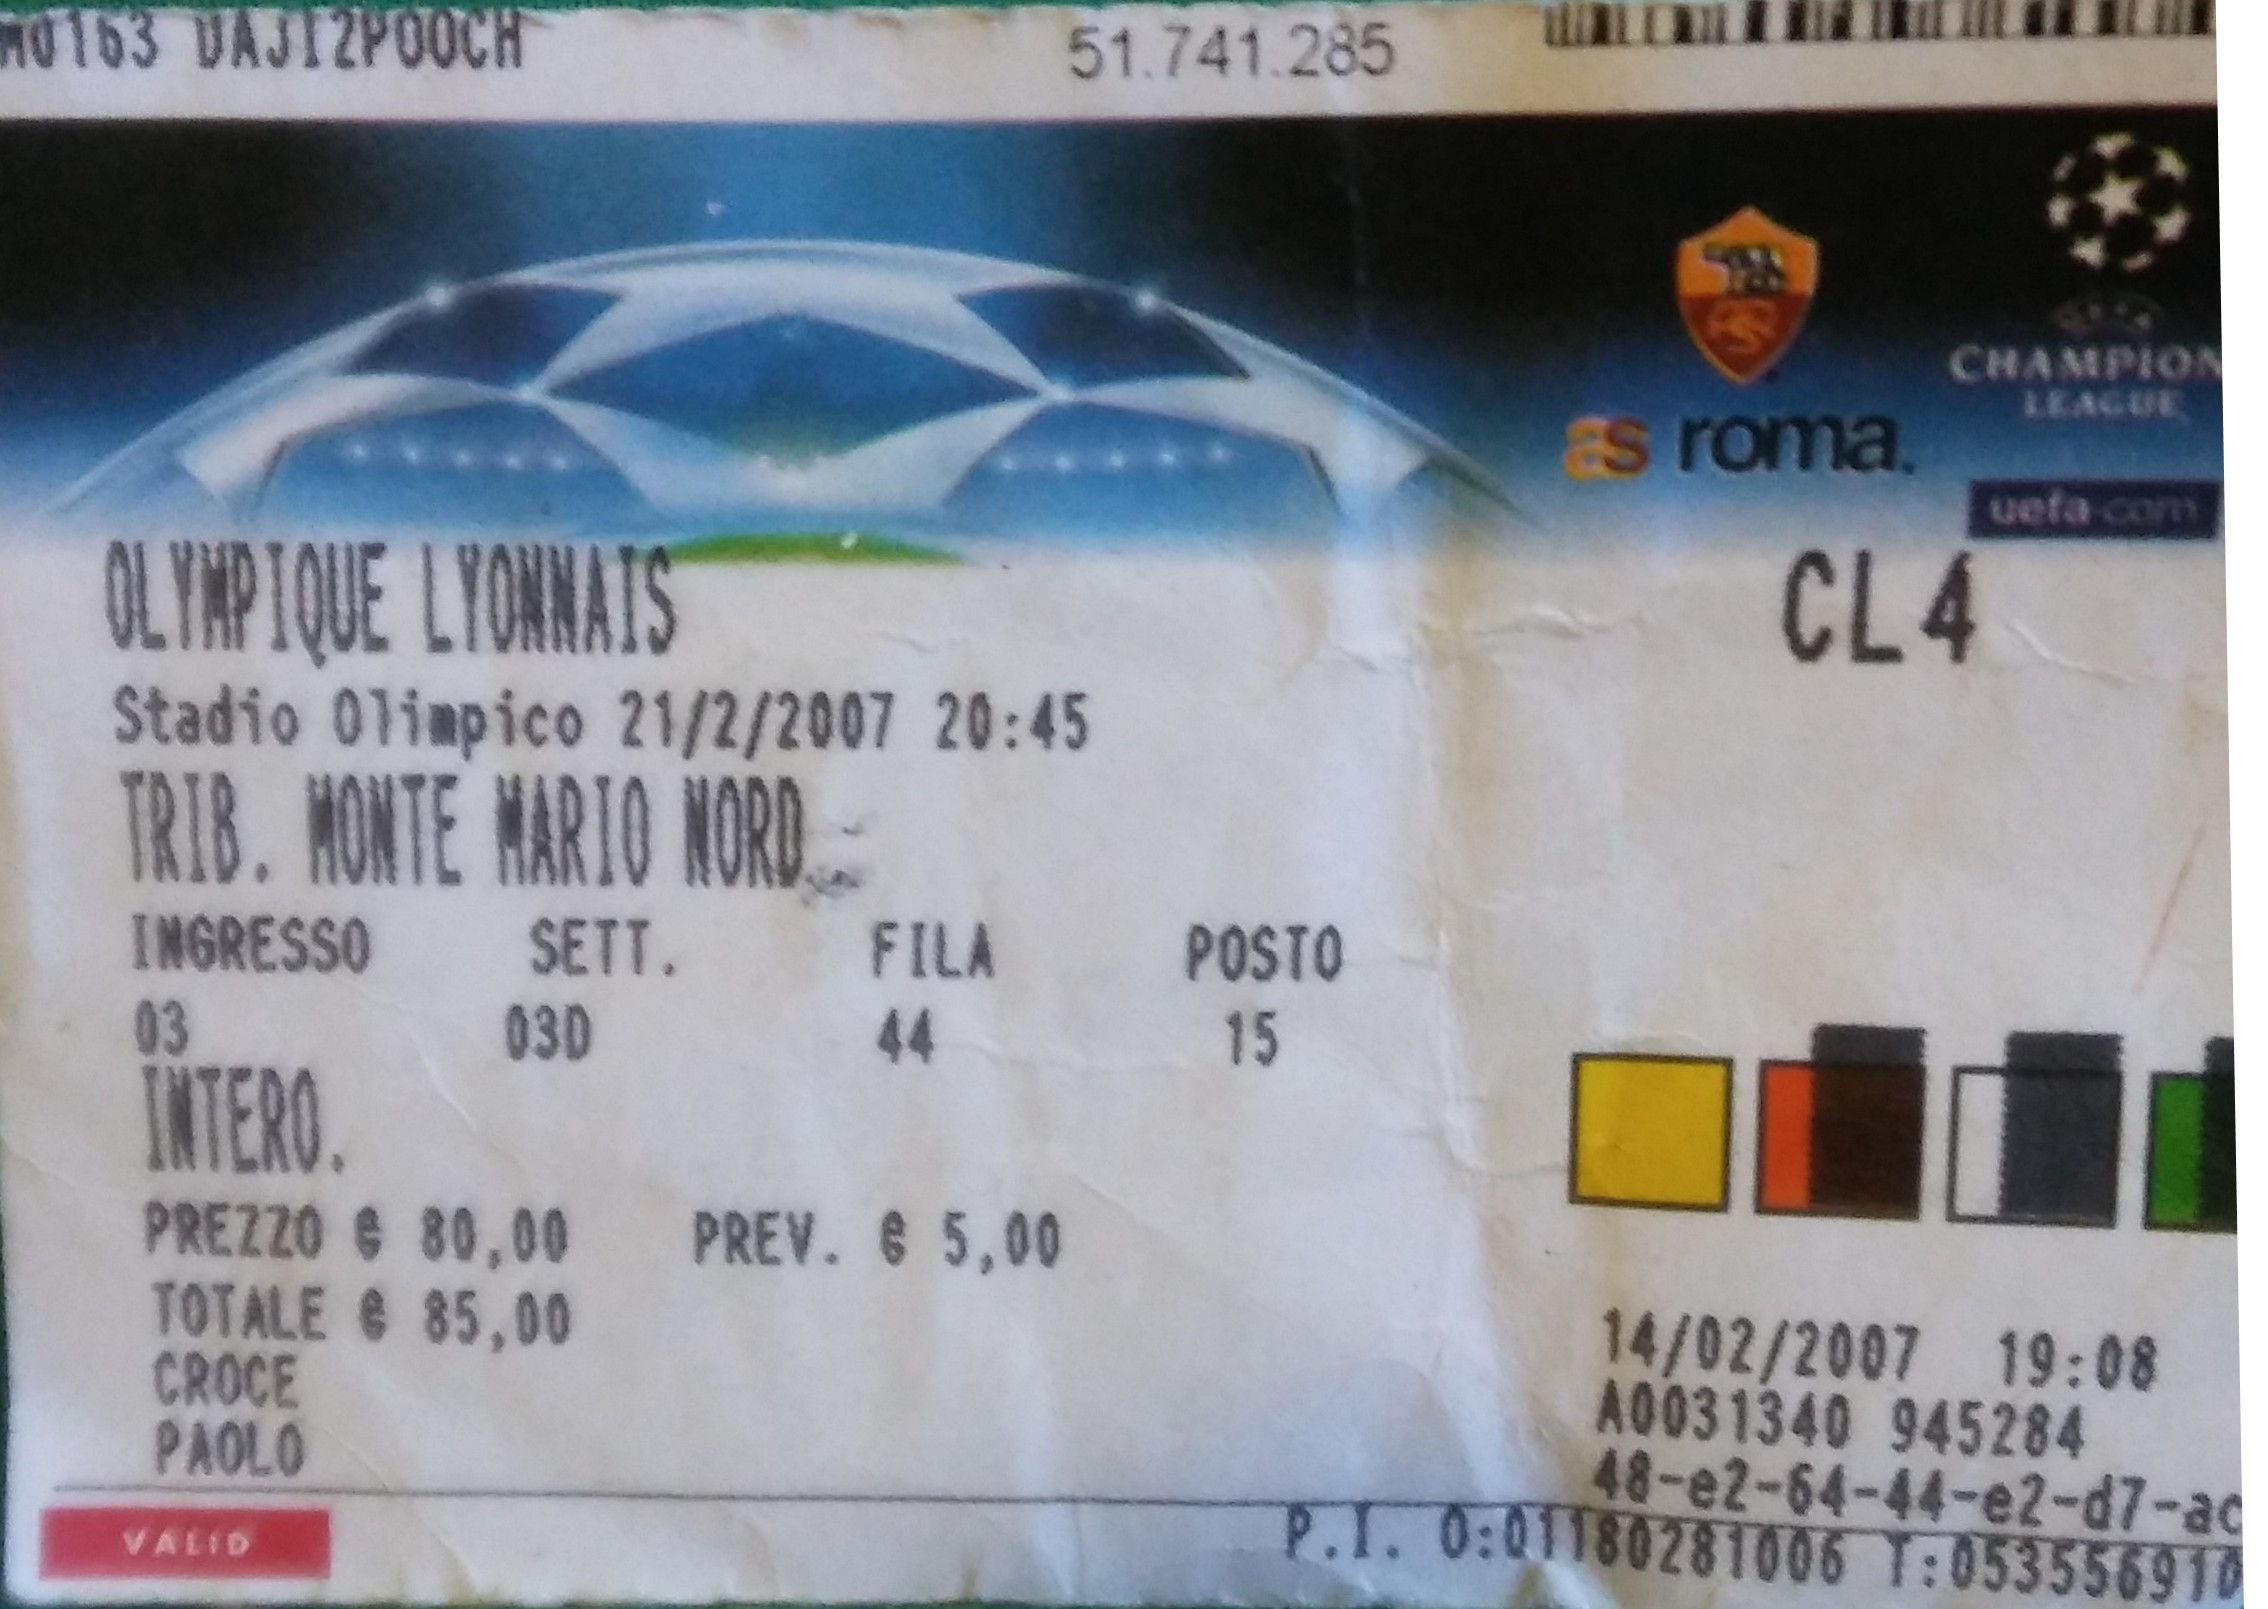 M0163 DAJI2POOCH 51.741.285
UEFA
CHAMPION
LEAGUE
as roma.
uefa.com
OLYMPIQUE LYONNAIS CL4
Stadio Olimpico 21/2/2007 20:45
TRIB. MONTE MARIO NORD
INGRESSO SETT. FILA POSTO
03 03D 44 15
INTERO.
PREZZO € 80,00 PREV. € 5,00
TOTALE € 85,00
CROCE
PAOLO
14/02/2007 19:08
A0031340 945284
48-e2-64-44-e2-d7-ac
P.I. O:01180281006 T:053556910
VALID